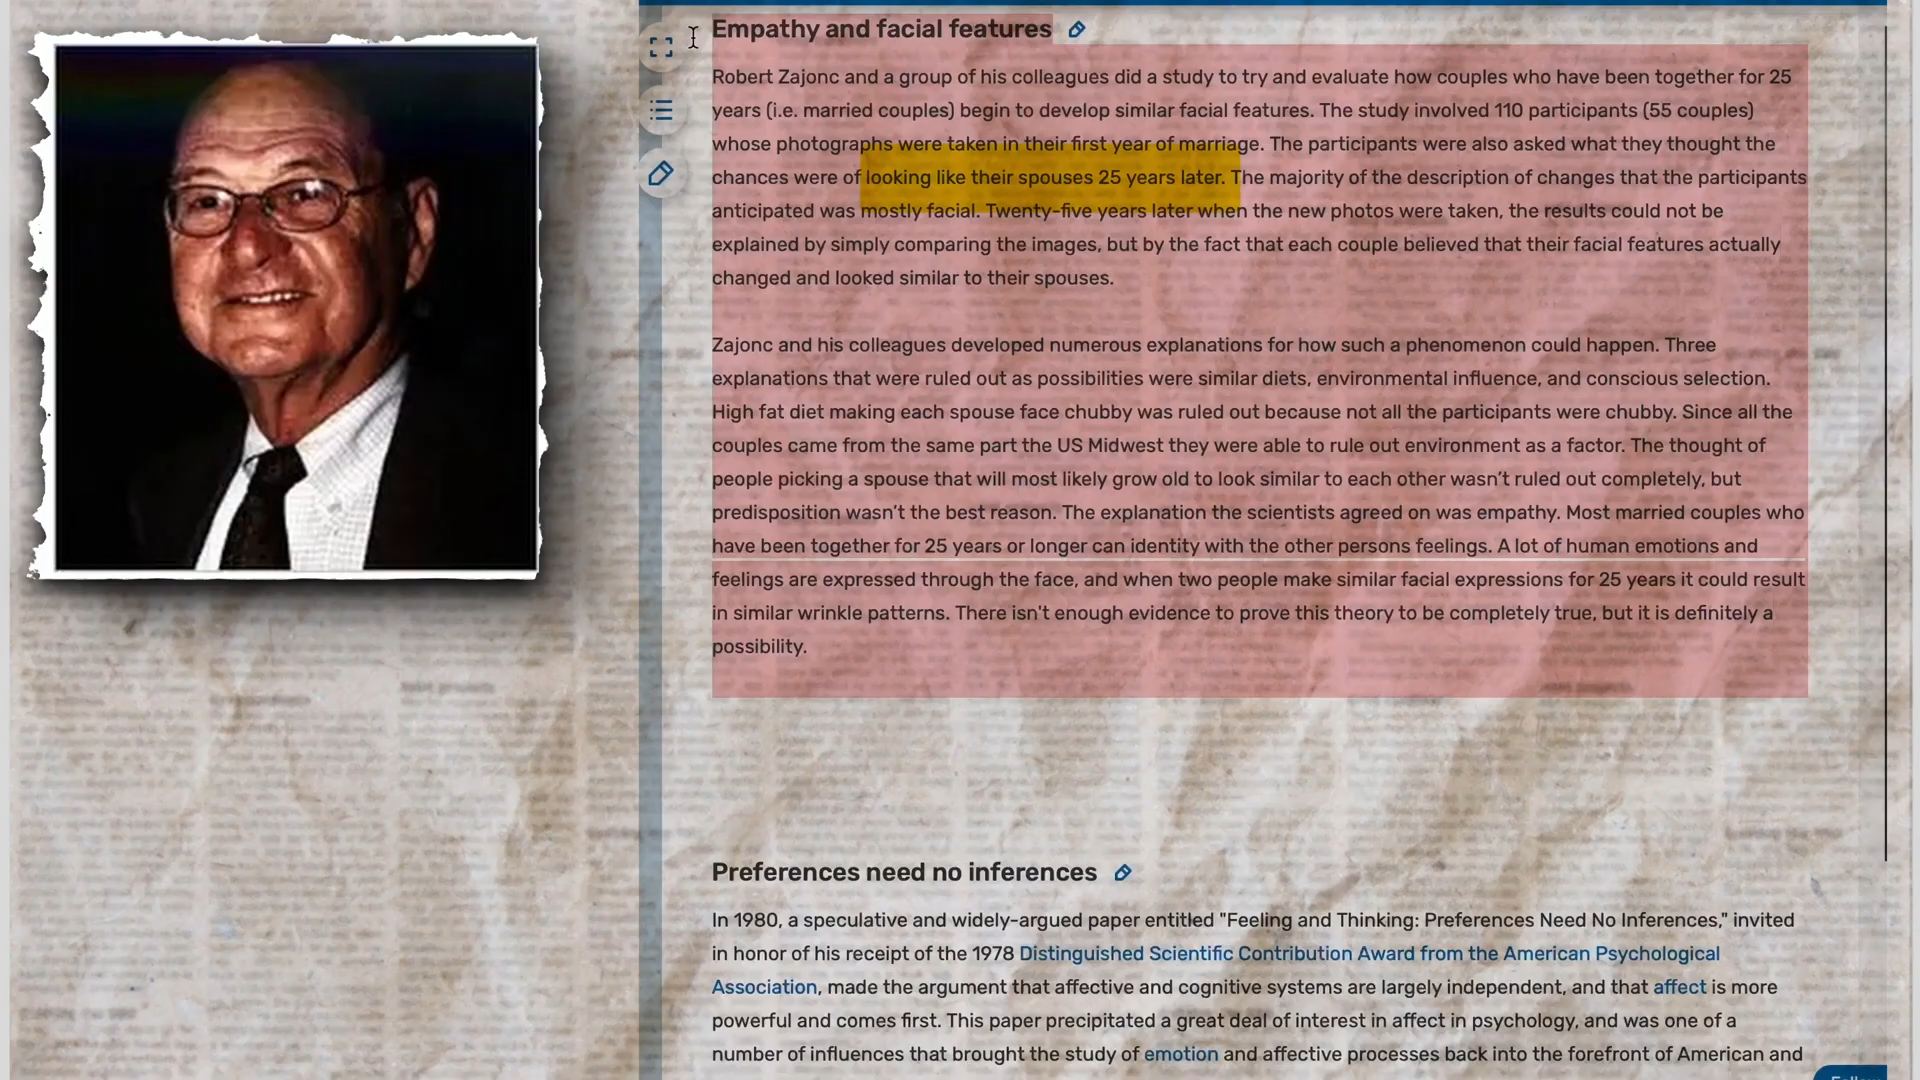 Empathy and facial features
Robert Zajonc and a group of his colleagues did a study to try and evaluate how couples who have been together for 25
years (i.e. married couples) begin to develop similar facial features. The study involved 110 participants (55 couples)
whose photographs were taken in their first year of marriage. The participants were also asked what they thought the
chances were of looking like their spouses 25 years later. The majority of the description of changes that the participants
anticipated was mostly facial. Twenty-five years later when the new photos were taken, the results could not be
explained by simply comparing the images, but by the fact that each couple believed that their facial features actually
changed and looked similar to their spouses.
Zajonc and his colleagues developed numerous explanations for how such a phenomenon could happen. Three
explanations that were ruled out as possibilities were similar diets, environmental influence, and conscious selection.
High fat diet making each spouse face chubby was ruled out because not all the participants were chubby. Since all the
couples came from the same part the US Midwest they were able to rule out environment as a factor. The thought of
people picking a spouse that will most likely grow old to look similar to each other wasn’t ruled out completely, but
predisposition wasn’t the best reason. The explanation the scientists agreed on was empathy. Most married couples who
have been together for 25 years or longer can identity with the other persons feelings. A lot of human emotions and
feelings are expressed through the face, and when two people make similar facial expressions for 25 years it could result
in similar wrinkle patterns. There isn't enough evidence to prove this theory to be completely true, but it is definitely a
possibility.
Preferences need no inferences
In 1980, a speculative and widely-argued paper entitled "Feeling and Thinking: Preferences Need No Inferences," invited
in honor of his receipt of the 1978 Distinguished Scientific Contribution Award from the American Psychological
Association, made the argument that affective and cognitive systems are largely independent, and that affect is more
powerful and comes first. This paper precipitated a great deal of interest in affect in psychology, and was one of a
number of influences that brought the study of emotion and affective processes back into the forefront of American and